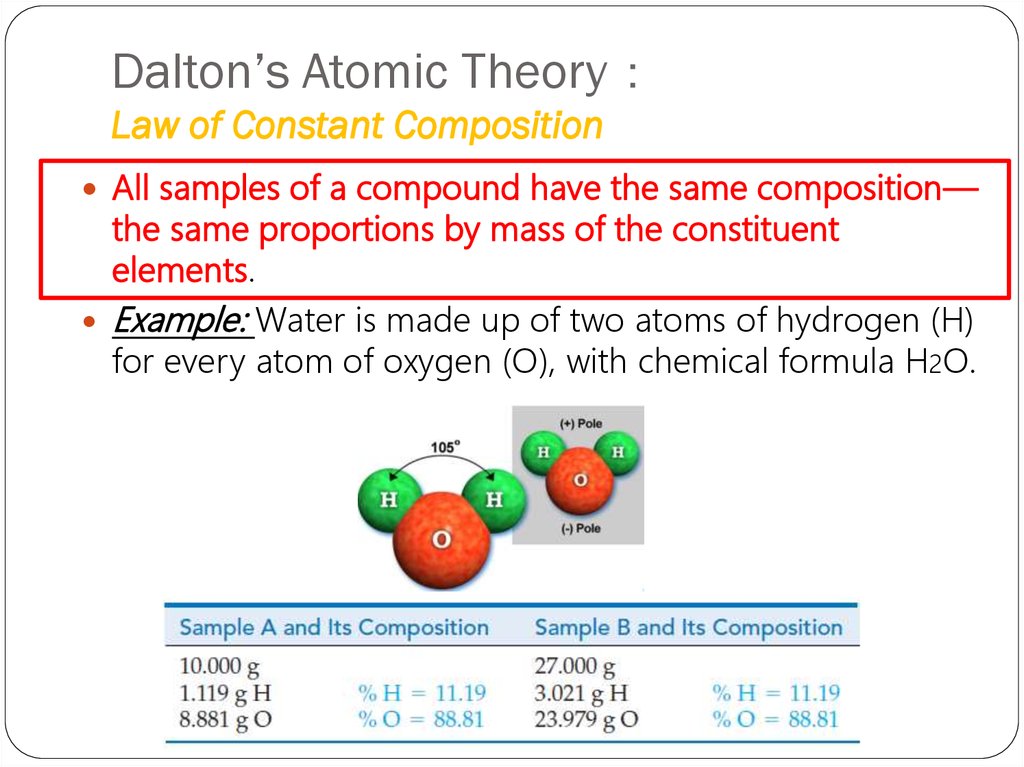 Dalton’s Atomic Theory :
Law of Constant Composition
• All samples of a compound have the same composition—
the same proportions by mass of the constituent
elements.
• Example: Water is made up of two atoms of hydrogen (H)
for every atom of oxygen (O), with chemical formula H2O.
105°
H
H
O
(+) Pole
H
H
O
(-) Pole
Sample A and Its Composition
Sample B and Its Composition
10.000 g
27.000 g
1.119 g H % H = 11.19
3.021 g H % H = 11.19
8.881 g O % O = 88.81
23.979 g O % O = 88.81